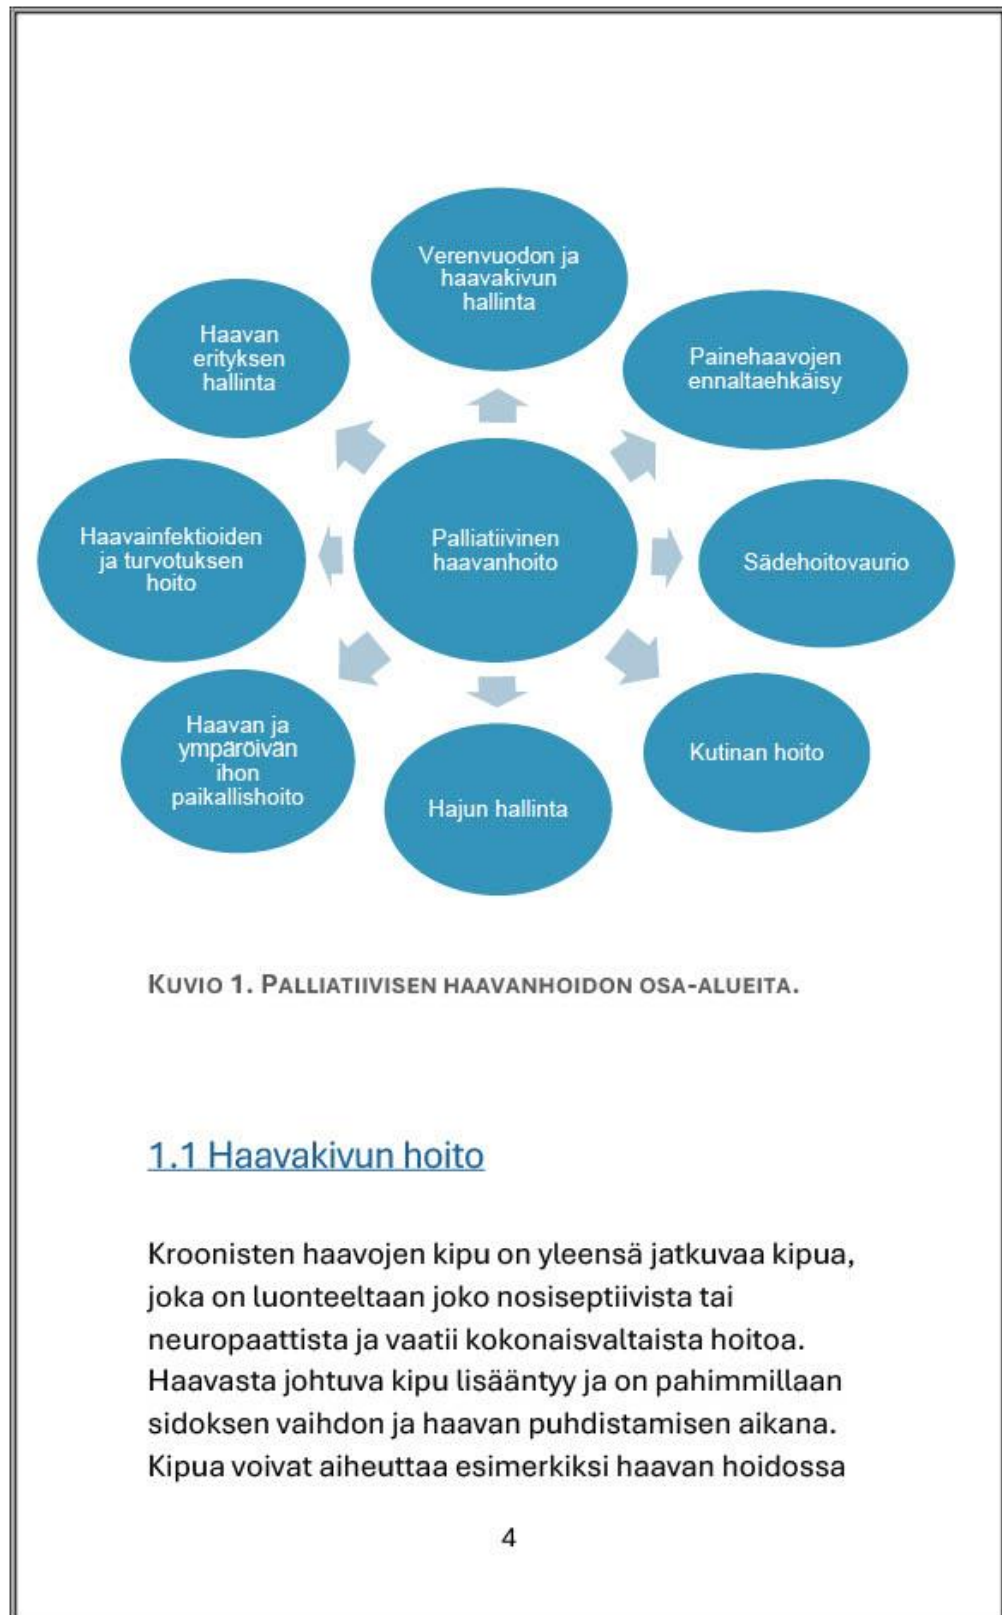 Verenvuodon ja
haavakivun
hallinta
Painehaavojen
ennaltaehkäisy
Sädehoitovaurio
Kutinan hoito
Hajun hallinta
Haavan ja
ympäröivän
ihon
paikallishoito
Haavainfektioiden
ja turvotuksen
hoito
Haavan
erityksen
hallinta
Palliatiivinen
haavanhoito
KUVIO 1. PALLIATIIVISEN HAAVANHOIDON OSA-ALUEITA.
1.1 Haavakivun hoito
Kroonisten haavojen kipu on yleensä jatkuvaa kipua,
joka on luonteeltaan joko nosiseptiivista tai
neuropaattista ja vaatii kokonaisvaltaista hoitoa.
Haavasta johtuva kipu lisääntyy ja on pahimmillaan
sidoksen vaihdon ja haavan puhdistamisen aikana.
Kipua voivat aiheuttaa esimerkiksi haavan hoidossa
4